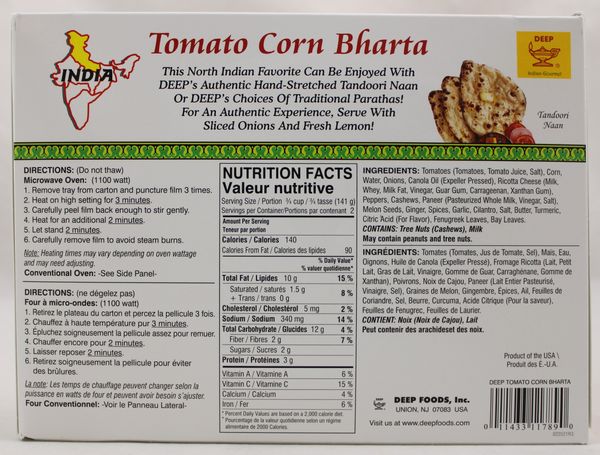 Tomato Corn Bharta
INDIA
This North Indian Favorite Can Be Enjoyed With
DEEP's Authentic Hand-Stretched Tandoori Naan
Or DEEP's Choices Of Traditional Parathas!
For An Authentic Experience, Serve With
Sliced Onions And Fresh Lemon!
DEEP
Indian Gourmet
Tandoori
Naan
DIRECTIONS: (Do not thaw)
Microwave Oven: (1100 watt)
1. Remove tray from carton and puncture film 3 times.
2. Heat on high setting for 3 minutes.
3. Carefully peel film back enough to stir gently.
4. Heat for an additional 2 minutes.
5. Let stand 2 minutes.
6. Carefully remove film to avoid steam burns.
Note: Heating times may vary depending on oven wattage
and may need adjusting.
Conventional Oven: -See Side Panel-
DIRECTIONS: (ne dégelez pas)
Four à micro-ondes: (1100 watt)
1. Retirez le plateau du carton et percez la pellicule 3 fois.
2. Chauffez à haute température pur 3 minutes.
3. Épluchez soigneusement la pellicule assez pour remuer.
4. Chauffer encore pour 2 minutes.
5. Laisser reposer 2 minutes.
6. Retirez soigneusement la pellicule pour éviter
des brûlures.
La note: Les temps de chauffage peuvent changer selon la
puissance en watts de four et peuvent avoir besoin s'ajuster.
Four Conventionnel: -Voir le Panneau Lateral-
NUTRITION FACTS
Valeur nutritive
Serving Size / Portion ¾ cup / ¾ tasse (141 g)
Servings per Container/Portions par contenant 2
Amount Per Serving
Teneur par portion
Calories / Calories 140
Calories From Fat / Calories des lipides 90
% Daily Value*
% valeur quotidienne*
Total Fat / Lipides 10 g 15 %
Saturated / saturés 1.5 g
+ Trans / trans 0 g 8 %
Cholesterol / Cholestérol 5 mg 2 %
Sodium / Sodium 340 mg 14 %
Total Carbohydrate / Glucides 12 g 4 %
Fiber / Fibres 2 g 7 %
Sugars / Sucres 2 g
Protein / Protéines 3 g
Vitamin A / Vitamine A 6 %
Vitamin C / Vitamine C 15 %
Calcium / Calcium 4 %
Iron / Fer 6 %
* Percent Daily Values are based on a 2,000 calorie diet.
* Pourcentage de la valeur quotidienne selon un régime
alimentaire de 2000 Calories.
INGREDIENTS: Tomatoes (Tomatoes, Tomato Juice, Salt), Corn,
Water, Onions, Canola Oil (Expeller Pressed), Ricotta Cheese (Milk,
Whey, Milk Fat, Vinegar, Guar Gum, Carrageenan, Xanthan Gum),
Peppers, Cashews, Paneer (Pasteurized Whole Milk, Vinegar, Salt),
Melon Seeds, Ginger, Spices, Garlic, Cilantro, Salt, Butter, Turmeric,
Citric Acid (For Flavor), Fenugreek Leaves, Bay Leaves.
CONTAINS: Tree Nuts (Cashews), Milk
May contain peanuts and tree nuts.
INGRÉDIENTS: Tomates (Tomates, Jus de Tomate, Sel), Maïs, Eau,
Oignons, Huile de Canola (Expeller Pressé), Fromage Ricotta (Lait, Petit
Lait, Gras de Lait, Vinaigre, Gomme de Guar, Carraghénane, Gomme de
Xanthan), Poivrons, Noix de Cajou, Paneer (Lait Entier Pasteurisé,
Vinaigre, Sel), Graines de Melon, Gingembre, Épices, Ail, Feuilles de
Coriandre, Sel, Beurre, Curcuma, Acide Citrique (Pour la saveur),
Feuilles de Fenugrec, Feuilles de Laurier.
CONTIENT: Noix (Noix de Cajou), Lait
Peut contenir des arachideset des noix.
Product of the USA \
Produit des É.-U.A.
DEEP TOMATO CORN BHARTA
DEEP
DEEP FOODS, Inc.
UNION, NJ 07083 USA
Visit us at www.deepfoods.com
0 11433 11789 0